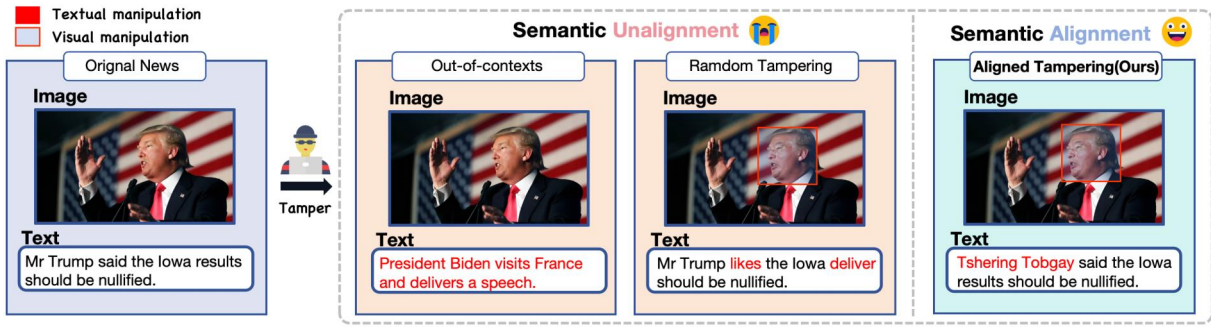 Textual manipulation
Visual manipulation
Semantic Unalignment
Semantic Alignment
Orignal News
Out-of-contexts
Ramdom Tampering
Aligned Tampering(Ours)
Image
Image
Image
Image
Tamper
Text
Mr Trump said the Iowa results
should be nullified.
Text
President Biden visits France
and delivers a speech.
Text
Mr Trump likes the Iowa deliver
should be nullified.
Text
Tshering Tobgay said the Iowa
results should be nullified.